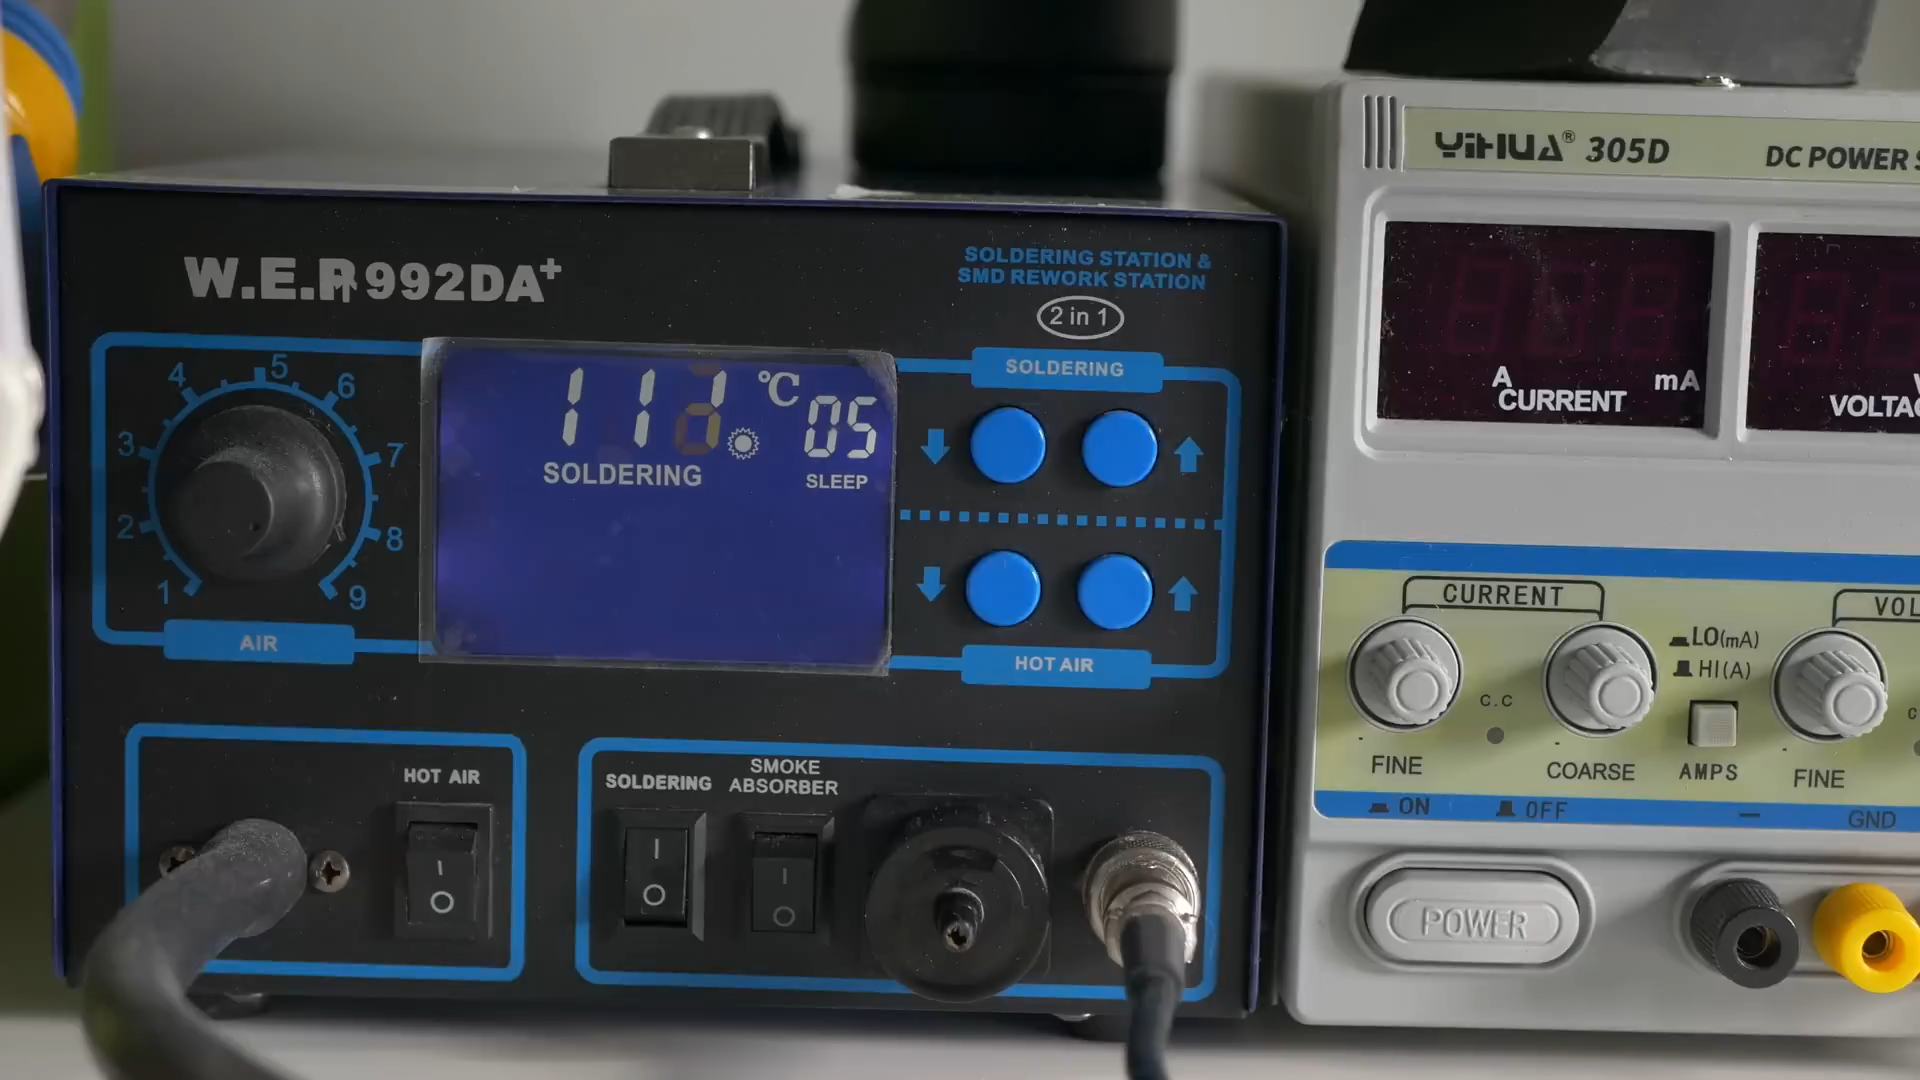 W.E.P 992DA+
SOLDERING STATION &
SMD REWORK STATION
2 in 1
1 2 3 4 5 6 7 8 9
AIR
°C 05
SOLDERING SLEEP
SOLDERING
HOT AIR
HOT AIR
I
O
SOLDERING
I
O
SMOKE
ABSORBER
I
O
YIHUA® 305D
DC POWER S
A mA
CURRENT
VOLTAG
CURRENT
VOL
LO(mA)
HI(A)
C.C
FINE
COARSE
AMPS
FINE
ON OFF
GND
POWER